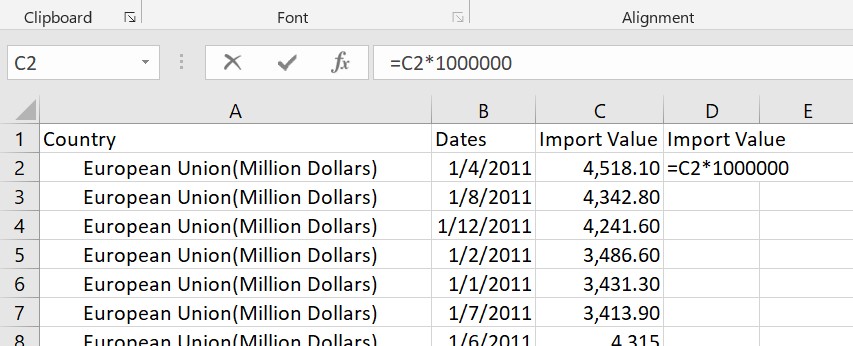 Clipboard Font Alignment
C2 fx =C2*1000000
A B C D E
1 Country Dates Import Value Import Value
2 European Union(Million Dollars) 1/4/2011 4,518.10 =C2*1000000
3 European Union(Million Dollars) 1/8/2011 4,342.80
4 European Union(Million Dollars) 1/12/2011 4,241.60
5 European Union(Million Dollars) 1/2/2011 3,486.60
6 European Union(Million Dollars) 1/1/2011 3,431.30
7 European Union(Million Dollars) 1/7/2011 3,413.90
8 European Union(Million Dollars) 1/6/2011 4,315